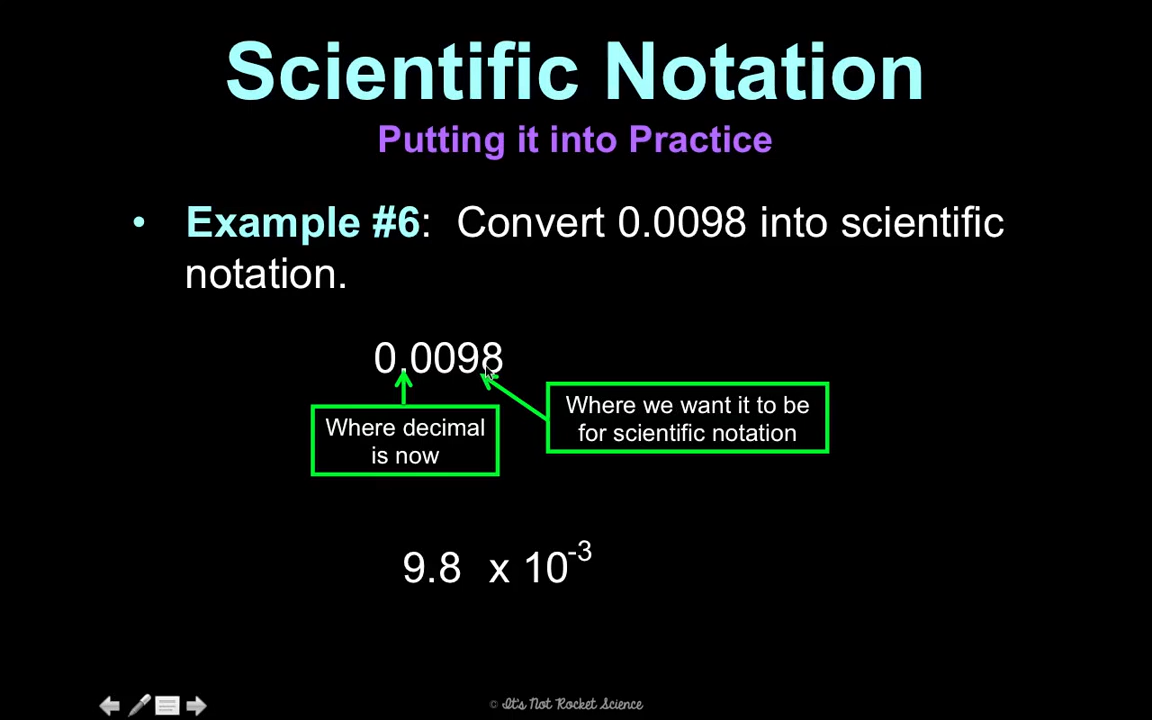 Scientific Notation
Putting it into Practice
• Example #6: Convert 0.0098 into scientific
notation.
0.0098
Where we want it to be
for scientific notation
Where decimal
is now
9.8 x 10⁻³
© It's Not Rocket Science